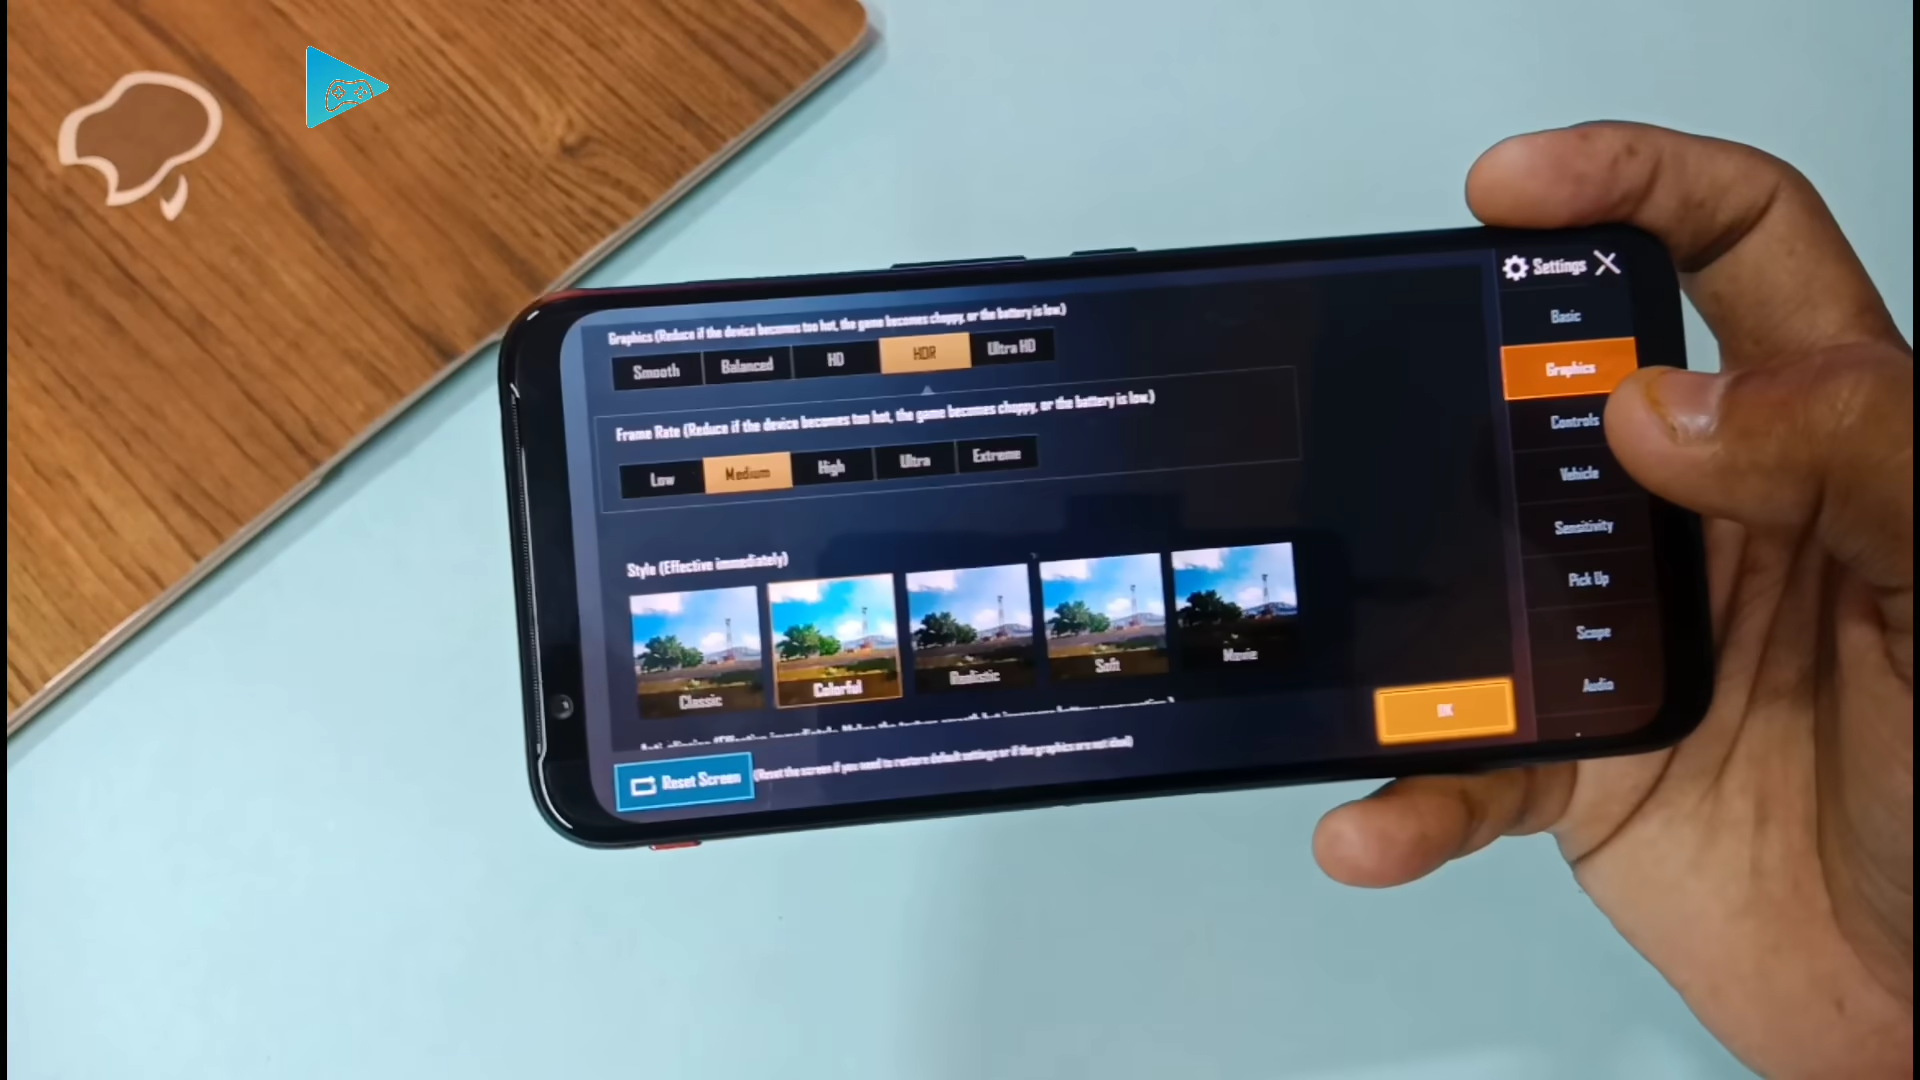 Settings
Graphics (Reduce if the device becomes too hot, the game becomes choppy, or the battery is low.)
Smooth Balanced HD HDR Ultra HD
Frame Rate (Reduce if the device becomes too hot, the game becomes choppy, or the battery is low.)
Low Medium High Ultra Extreme
Style (Effective immediately)
Classic Colorful Realistic Soft Movie
Reset Screen (Reset the screen if you need to restore default settings or if the graphics are not ideal)
OK
Basic
Graphics
Controls
Vehicle
Sensitivity
Pick Up
Scope
Audio